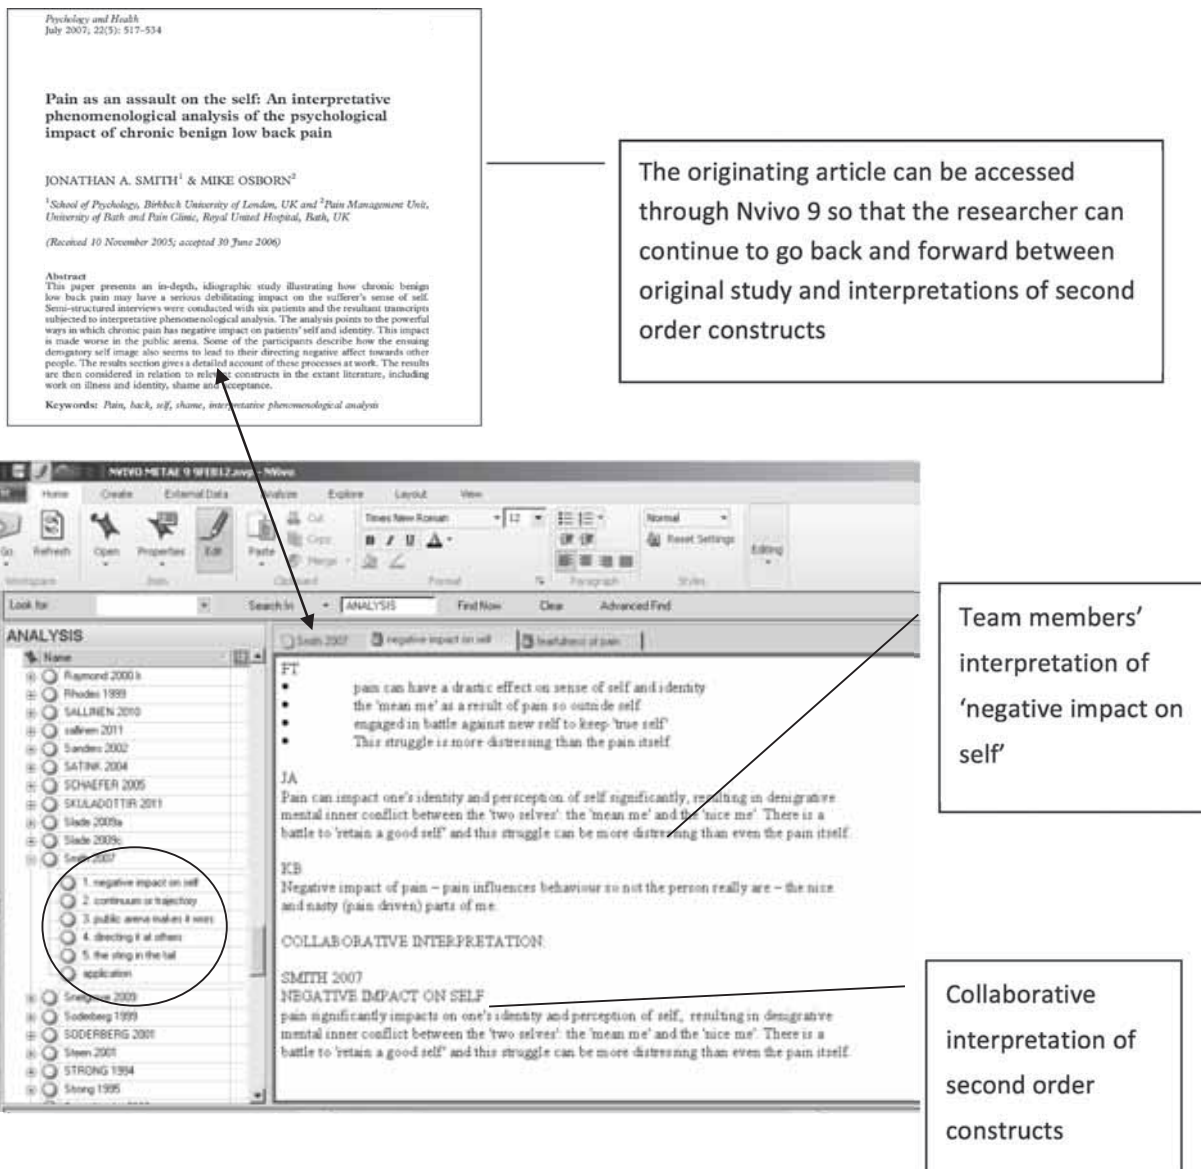 Psychology and Health
July 2007; 22(5): 517–534
Pain as an assault on the self: An interpretative
phenomenological analysis of the psychological
impact of chronic benign low back pain
JONATHAN A. SMITH1 & MIKE OSBORN2
1School of Psychology, Birkbeck University of London, UK and 2Pain Management Unit,
University of Bath and Pain Clinic, Royal United Hospital, Bath, UK
(Received 10 November 2005; accepted 30 June 2006)
Abstract
This paper presents an in-depth, idiographic study illustrating how chronic benign
low back pain may have a serious debilitating impact on the sufferer's sense of self.
Semi-structured interviews were conducted with six patients and the resultant transcripts
subjected to interpretative phenomenological analysis. The analysis points to the powerful
ways in which chronic pain has negative impact on patients' self and identity. This impact
is made worse in the public arena. Some of the participants describe how the ensuing
derogatory self image also seems to lead to their directing negative affect towards other
people. The results section gives a detailed account of these processes at work. The results
are then considered in relation to relevant constructs in the extant literature, including
work on illness and identity, shame and acceptance.
Keywords: Pain, back, self, shame, interpretative phenomenological analysis
The originating article can be accessed
through Nvivo 9 so that the researcher can
continue to go back and forward between
original study and interpretations of second
order constructs
NVivo
Home Create External Data Analyze Explore Layout View
Go Refresh Open Properties Edit Paste
Cut
Copy
Merge
Times New Roman 12
B I U A
Normal
Reset Settings
Editing
Workspace Item Clipboard Format Paragraph Styles
Look for Search In ANALYSIS Find Now Clear Advanced Find
ANALYSIS
Name
Raymond 2000 b
Rhodes 1999
SALLINEN 2010
sallinen 2011
Sanders 2002
SATINK 2004
SCHAEFER 2005
SKULADOTTIR 2011
Slade 2009a
Slade 2009c
Smith 2007
1. negative impact on self
2. continuum or trajectory
3. public arena makes it wors
4. directing it at others
5. the sting in the tail
application
Snelgrove 2009
Soderberg 1999
SODERBERG 2001
Steen 2001
STRONG 1994
Strong 1995
Smith 2007 negative impact on self fearfulness of pain
FT
• pain can have a drastic effect on sense of self and identity
• the 'mean me' as a result of pain so outside self
• engaged in battle against new self to keep 'true self'
• This struggle is more distressing than the pain itself
JA
Pain can impact one's identity and perception of self significantly, resulting in denigrative
mental inner conflict between the 'two selves': the 'mean me' and the 'nice me'. There is a
battle to 'retain a good self' and this struggle can be more distressing than even the pain itself.
KB
Negative impact of pain – pain influences behaviour so not the person really are – the nice
and nasty (pain driven) parts of me.
COLLABORATIVE INTERPRETATION:
SMITH 2007
NEGATIVE IMPACT ON SELF
pain significantly impacts on one's identity and perception of self, resulting in denigrative
mental inner conflict between the 'two selves': the 'mean me' and the 'nice me'. There is a
battle to 'retain a good self' and this struggle can be more distressing than even the pain itself.
Team members'
interpretation of
'negative impact on
self'
Collaborative
interpretation of
second order
constructs